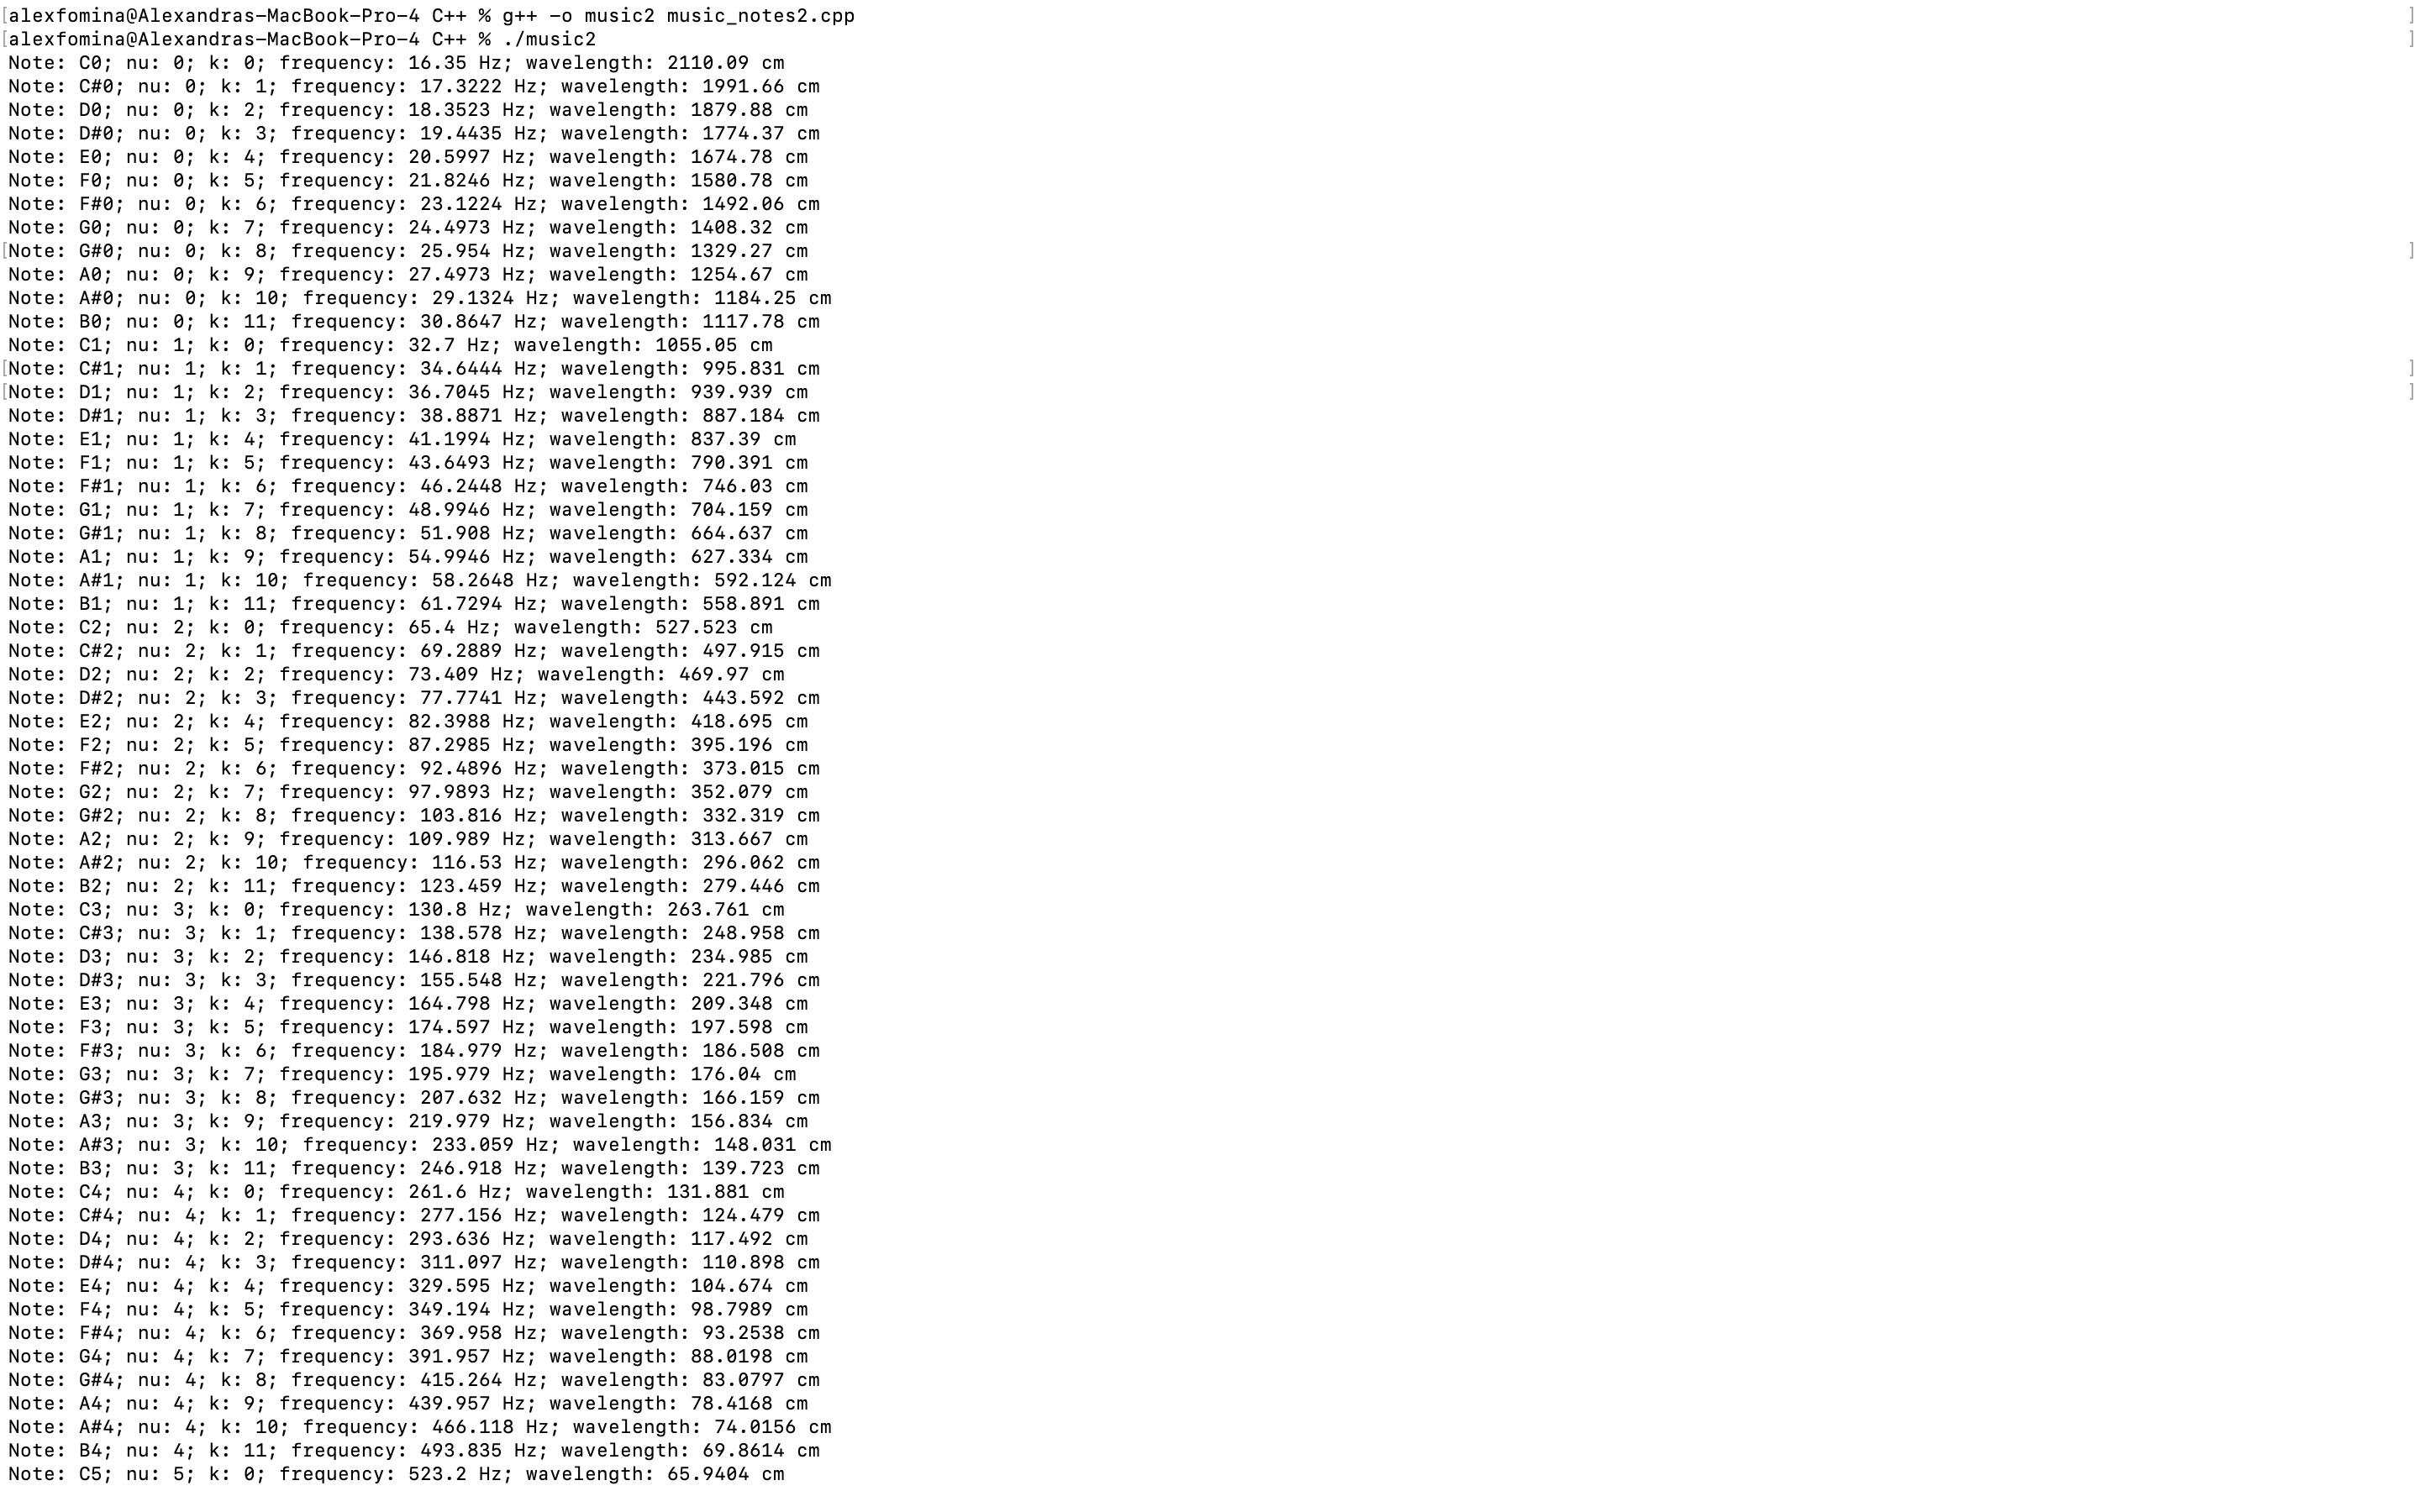 [alexfomina@Alexandras-MacBook-Pro-4 C++ % g++ -o music2 music_notes2.cpp ]
[alexfomina@Alexandras-MacBook-Pro-4 C++ % ./music2 ]
Note: C0; nu: 0; k: 0; frequency: 16.35 Hz; wavelength: 2110.09 cm
Note: C#0; nu: 0; k: 1; frequency: 17.3222 Hz; wavelength: 1991.66 cm
Note: D0; nu: 0; k: 2; frequency: 18.3523 Hz; wavelength: 1879.88 cm
Note: D#0; nu: 0; k: 3; frequency: 19.4435 Hz; wavelength: 1774.37 cm
Note: E0; nu: 0; k: 4; frequency: 20.5997 Hz; wavelength: 1674.78 cm
Note: F0; nu: 0; k: 5; frequency: 21.8246 Hz; wavelength: 1580.78 cm
Note: F#0; nu: 0; k: 6; frequency: 23.1224 Hz; wavelength: 1492.06 cm
Note: G0; nu: 0; k: 7; frequency: 24.4973 Hz; wavelength: 1408.32 cm
[Note: G#0; nu: 0; k: 8; frequency: 25.954 Hz; wavelength: 1329.27 cm ]
Note: A0; nu: 0; k: 9; frequency: 27.4973 Hz; wavelength: 1254.67 cm
Note: A#0; nu: 0; k: 10; frequency: 29.1324 Hz; wavelength: 1184.25 cm
Note: B0; nu: 0; k: 11; frequency: 30.8647 Hz; wavelength: 1117.78 cm
Note: C1; nu: 1; k: 0; frequency: 32.7 Hz; wavelength: 1055.05 cm
[Note: C#1; nu: 1; k: 1; frequency: 34.6444 Hz; wavelength: 995.831 cm ]
[Note: D1; nu: 1; k: 2; frequency: 36.7045 Hz; wavelength: 939.939 cm ]
Note: D#1; nu: 1; k: 3; frequency: 38.8871 Hz; wavelength: 887.184 cm
Note: E1; nu: 1; k: 4; frequency: 41.1994 Hz; wavelength: 837.39 cm
Note: F1; nu: 1; k: 5; frequency: 43.6493 Hz; wavelength: 790.391 cm
Note: F#1; nu: 1; k: 6; frequency: 46.2448 Hz; wavelength: 746.03 cm
Note: G1; nu: 1; k: 7; frequency: 48.9946 Hz; wavelength: 704.159 cm
Note: G#1; nu: 1; k: 8; frequency: 51.908 Hz; wavelength: 664.637 cm
Note: A1; nu: 1; k: 9; frequency: 54.9946 Hz; wavelength: 627.334 cm
Note: A#1; nu: 1; k: 10; frequency: 58.2648 Hz; wavelength: 592.124 cm
Note: B1; nu: 1; k: 11; frequency: 61.7294 Hz; wavelength: 558.891 cm
Note: C2; nu: 2; k: 0; frequency: 65.4 Hz; wavelength: 527.523 cm
Note: C#2; nu: 2; k: 1; frequency: 69.2889 Hz; wavelength: 497.915 cm
Note: D2; nu: 2; k: 2; frequency: 73.409 Hz; wavelength: 469.97 cm
Note: D#2; nu: 2; k: 3; frequency: 77.7741 Hz; wavelength: 443.592 cm
Note: E2; nu: 2; k: 4; frequency: 82.3988 Hz; wavelength: 418.695 cm
Note: F2; nu: 2; k: 5; frequency: 87.2985 Hz; wavelength: 395.196 cm
Note: F#2; nu: 2; k: 6; frequency: 92.4896 Hz; wavelength: 373.015 cm
Note: G2; nu: 2; k: 7; frequency: 97.9893 Hz; wavelength: 352.079 cm
Note: G#2; nu: 2; k: 8; frequency: 103.816 Hz; wavelength: 332.319 cm
Note: A2; nu: 2; k: 9; frequency: 109.989 Hz; wavelength: 313.667 cm
Note: A#2; nu: 2; k: 10; frequency: 116.53 Hz; wavelength: 296.062 cm
Note: B2; nu: 2; k: 11; frequency: 123.459 Hz; wavelength: 279.446 cm
Note: C3; nu: 3; k: 0; frequency: 130.8 Hz; wavelength: 263.761 cm
Note: C#3; nu: 3; k: 1; frequency: 138.578 Hz; wavelength: 248.958 cm
Note: D3; nu: 3; k: 2; frequency: 146.818 Hz; wavelength: 234.985 cm
Note: D#3; nu: 3; k: 3; frequency: 155.548 Hz; wavelength: 221.796 cm
Note: E3; nu: 3; k: 4; frequency: 164.798 Hz; wavelength: 209.348 cm
Note: F3; nu: 3; k: 5; frequency: 174.597 Hz; wavelength: 197.598 cm
Note: F#3; nu: 3; k: 6; frequency: 184.979 Hz; wavelength: 186.508 cm
Note: G3; nu: 3; k: 7; frequency: 195.979 Hz; wavelength: 176.04 cm
Note: G#3; nu: 3; k: 8; frequency: 207.632 Hz; wavelength: 166.159 cm
Note: A3; nu: 3; k: 9; frequency: 219.979 Hz; wavelength: 156.834 cm
Note: A#3; nu: 3; k: 10; frequency: 233.059 Hz; wavelength: 148.031 cm
Note: B3; nu: 3; k: 11; frequency: 246.918 Hz; wavelength: 139.723 cm
Note: C4; nu: 4; k: 0; frequency: 261.6 Hz; wavelength: 131.881 cm
Note: C#4; nu: 4; k: 1; frequency: 277.156 Hz; wavelength: 124.479 cm
Note: D4; nu: 4; k: 2; frequency: 293.636 Hz; wavelength: 117.492 cm
Note: D#4; nu: 4; k: 3; frequency: 311.097 Hz; wavelength: 110.898 cm
Note: E4; nu: 4; k: 4; frequency: 329.595 Hz; wavelength: 104.674 cm
Note: F4; nu: 4; k: 5; frequency: 349.194 Hz; wavelength: 98.7989 cm
Note: F#4; nu: 4; k: 6; frequency: 369.958 Hz; wavelength: 93.2538 cm
Note: G4; nu: 4; k: 7; frequency: 391.957 Hz; wavelength: 88.0198 cm
Note: G#4; nu: 4; k: 8; frequency: 415.264 Hz; wavelength: 83.0797 cm
Note: A4; nu: 4; k: 9; frequency: 439.957 Hz; wavelength: 78.4168 cm
Note: A#4; nu: 4; k: 10; frequency: 466.118 Hz; wavelength: 74.0156 cm
Note: B4; nu: 4; k: 11; frequency: 493.835 Hz; wavelength: 69.8614 cm
Note: C5; nu: 5; k: 0; frequency: 523.2 Hz; wavelength: 65.9404 cm